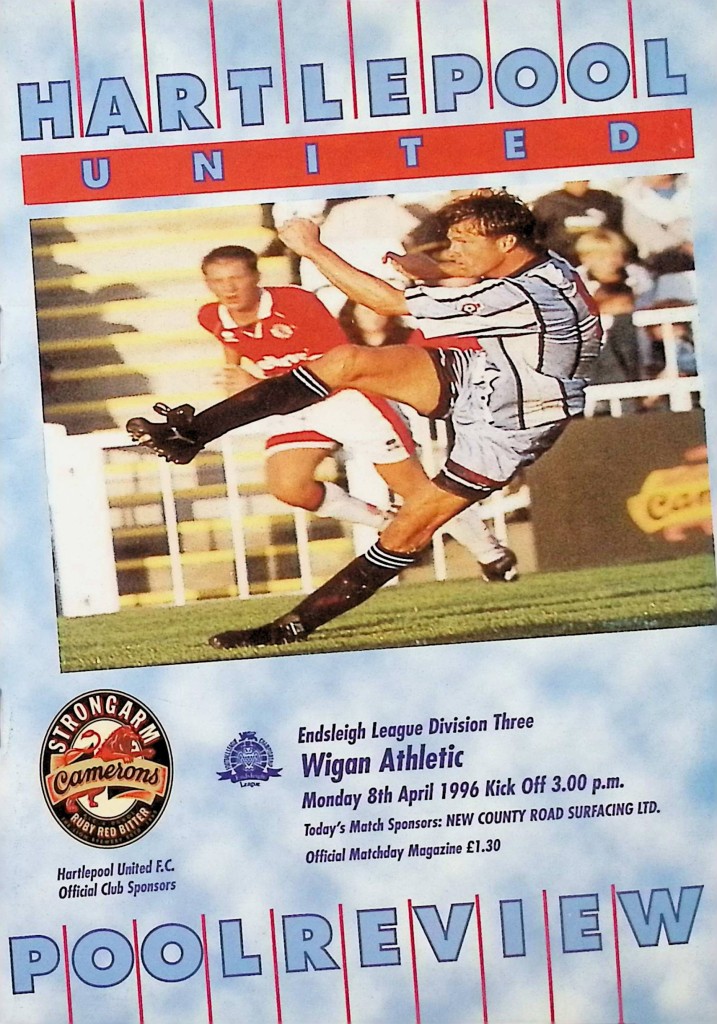 HARTLEPOOL
UNITED
Cam
STRONGARM
Camerons
RUBY RED BITTER
Hartlepool United F.C.
Official Club Sponsors
League
Endsleigh League Division Three
Wigan Athletic
Monday 8th April 1996 Kick Off 3.00 p.m.
Today's Match Sponsors: NEW COUNTY ROAD SURFACING LTD.
Official Matchday Magazine £1.30
POOLREVIEW